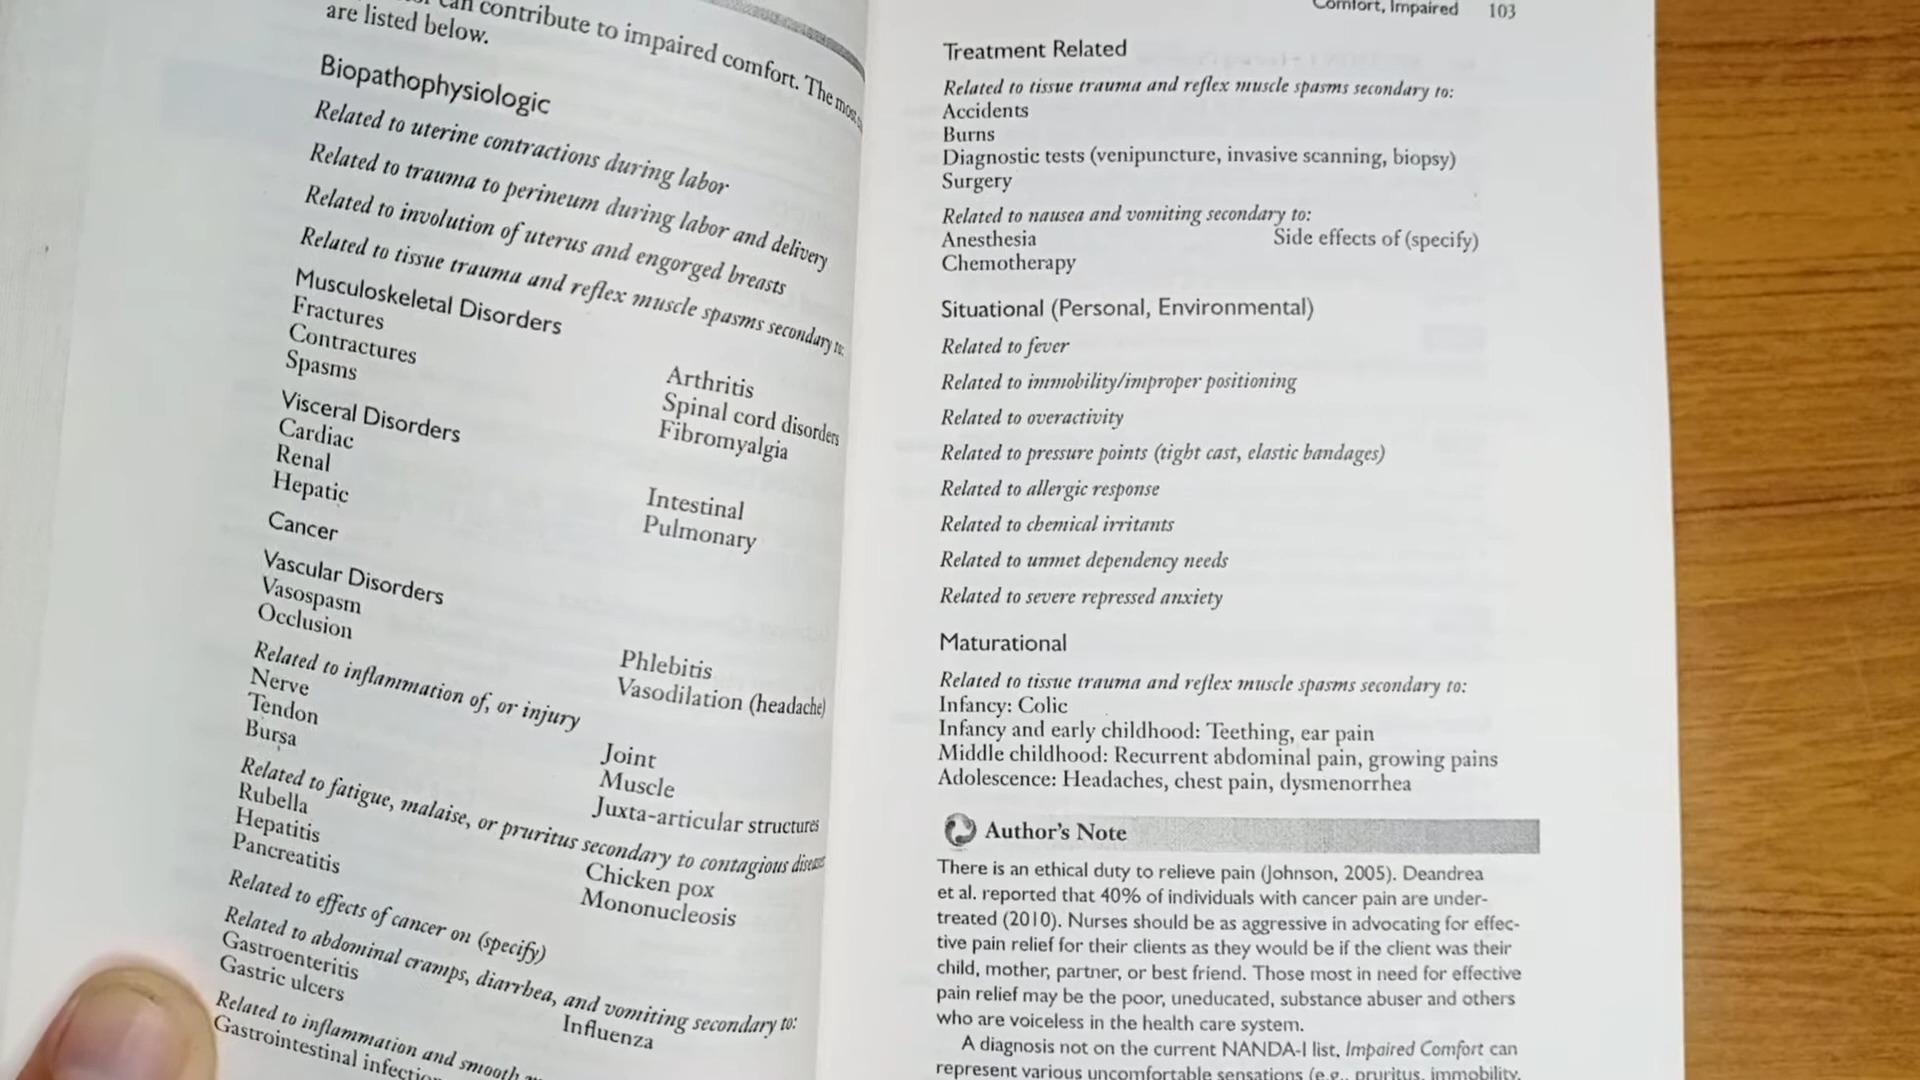 can contribute to impaired comfort. The most
are listed below.
Biopathophysiologic
Related to uterine contractions during labor
Related to trauma to perineum during labor and delivery
Related to involution of uterus and engorged breasts
Related to tissue trauma and reflex muscle spasms secondary to:
Musculoskeletal Disorders
Fractures
Contractures
Spasms
Arthritis
Spinal cord disorders
Fibromyalgia
Visceral Disorders
Cardiac
Renal
Hepatic
Intestinal
Pulmonary
Cancer
Vascular Disorders
Vasospasm
Occlusion
Phlebitis
Vasodilation (headache)
Related to inflammation of, or injury
Nerve
Tendon
Bursa
Joint
Muscle
Juxta-articular structures
Related to fatigue, malaise, or pruritus secondary to contagious diseases
Rubella
Hepatitis
Pancreatitis
Chicken pox
Mononucleosis
Related to effects of cancer on (specify)
Related to abdominal cramps, diarrhea, and vomiting secondary to:
Gastroenteritis
Gastric ulcers
Influenza
Related to inflammation and smooth
Gastrointestinal
Comfort, Impaired 103
Treatment Related
Related to tissue trauma and reflex muscle spasms secondary to:
Accidents
Burns
Diagnostic tests (venipuncture, invasive scanning, biopsy)
Surgery
Related to nausea and vomiting secondary to:
Anesthesia Side effects of (specify)
Chemotherapy
Situational (Personal, Environmental)
Related to fever
Related to immobility/improper positioning
Related to overactivity
Related to pressure points (tight cast, elastic bandages)
Related to allergic response
Related to chemical irritants
Related to unmet dependency needs
Related to severe repressed anxiety
Maturational
Related to tissue trauma and reflex muscle spasms secondary to:
Infancy: Colic
Infancy and early childhood: Teething, ear pain
Middle childhood: Recurrent abdominal pain, growing pains
Adolescence: Headaches, chest pain, dysmenorrhea
Author's Note
There is an ethical duty to relieve pain (Johnson, 2005). Deandrea
et al. reported that 40% of individuals with cancer pain are under-
treated (2010). Nurses should be as aggressive in advocating for effec-
tive pain relief for their clients as they would be if the client was their
child, mother, partner, or best friend. Those most in need for effective
pain relief may be the poor, uneducated, substance abuser and others
who are voiceless in the health care system.
A diagnosis not on the current NANDA-I list, Impaired Comfort can
represent various uncomfortable sensations (e.g., pruritus, immobility,